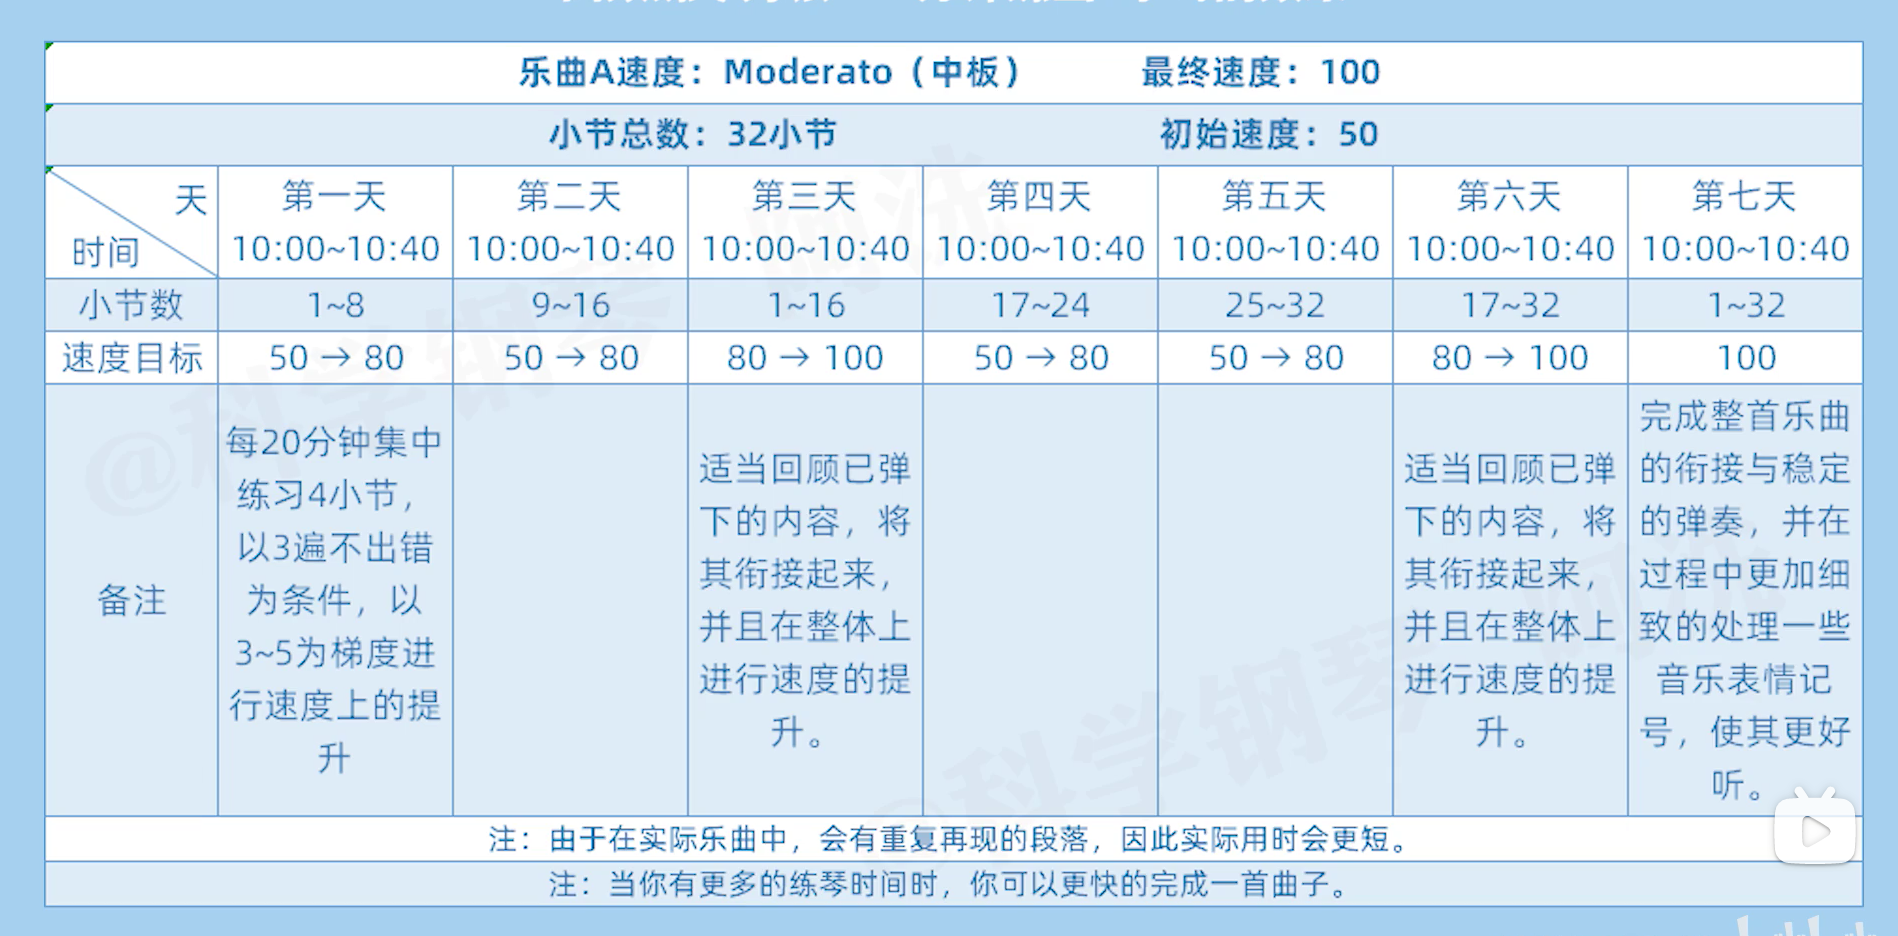 乐曲A速度：Moderato（中板） 最终速度：100
小节总数：32小节 初始速度：50
天
时间
第一天 第二天 第三天 第四天 第五天 第六天 第七天
10:00~10:40 10:00~10:40 10:00~10:40 10:00~10:40 10:00~10:40 10:00~10:40 10:00~10:40
小节数 1~8 9~16 1~16 17~24 25~32 17~32 1~32
速度目标 50→80 50→80 80→100 50→80 50→80 80→100 100
备注
每20分钟集中
练习4小节，
以3遍不出错
为条件，以
3~5为梯度进
行速度上的提
升
适当回顾已弹
下的内容，将
其衔接起来，
并且在整体上
进行速度的提
升。
适当回顾已弹
下的内容，将
其衔接起来，
并且在整体上
进行速度的提
升。
完成整首乐曲
的衔接与稳定
的弹奏，并在
过程中更加细
致的处理一些
音乐表情记
号，使其更好
听。
注：由于在实际乐曲中，会有重复再现的段落，因此实际用时会更短。
注：当你有更多的练琴时间时，你可以更快的完成一首曲子。
@科学钢琴
@科学钢琴